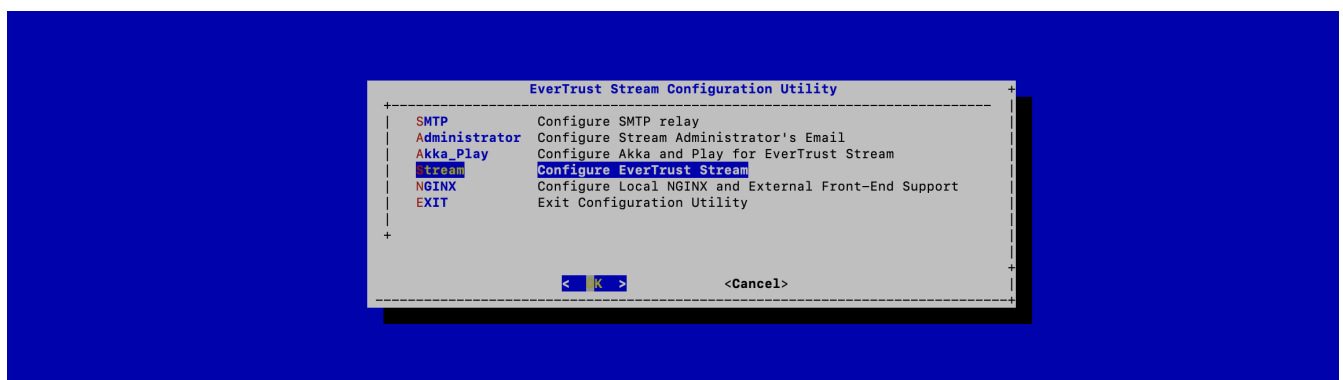 EverTrust Stream Configuration Utility
SMTP Configure SMTP relay
Administrator Configure Stream Administrator's Email
Akka_Play Configure Akka and Play for EverTrust Stream
Stream Configure EverTrust Stream
NGINX Configure Local NGINX and External Front-End Support
EXIT Exit Configuration Utility
< OK > <Cancel>